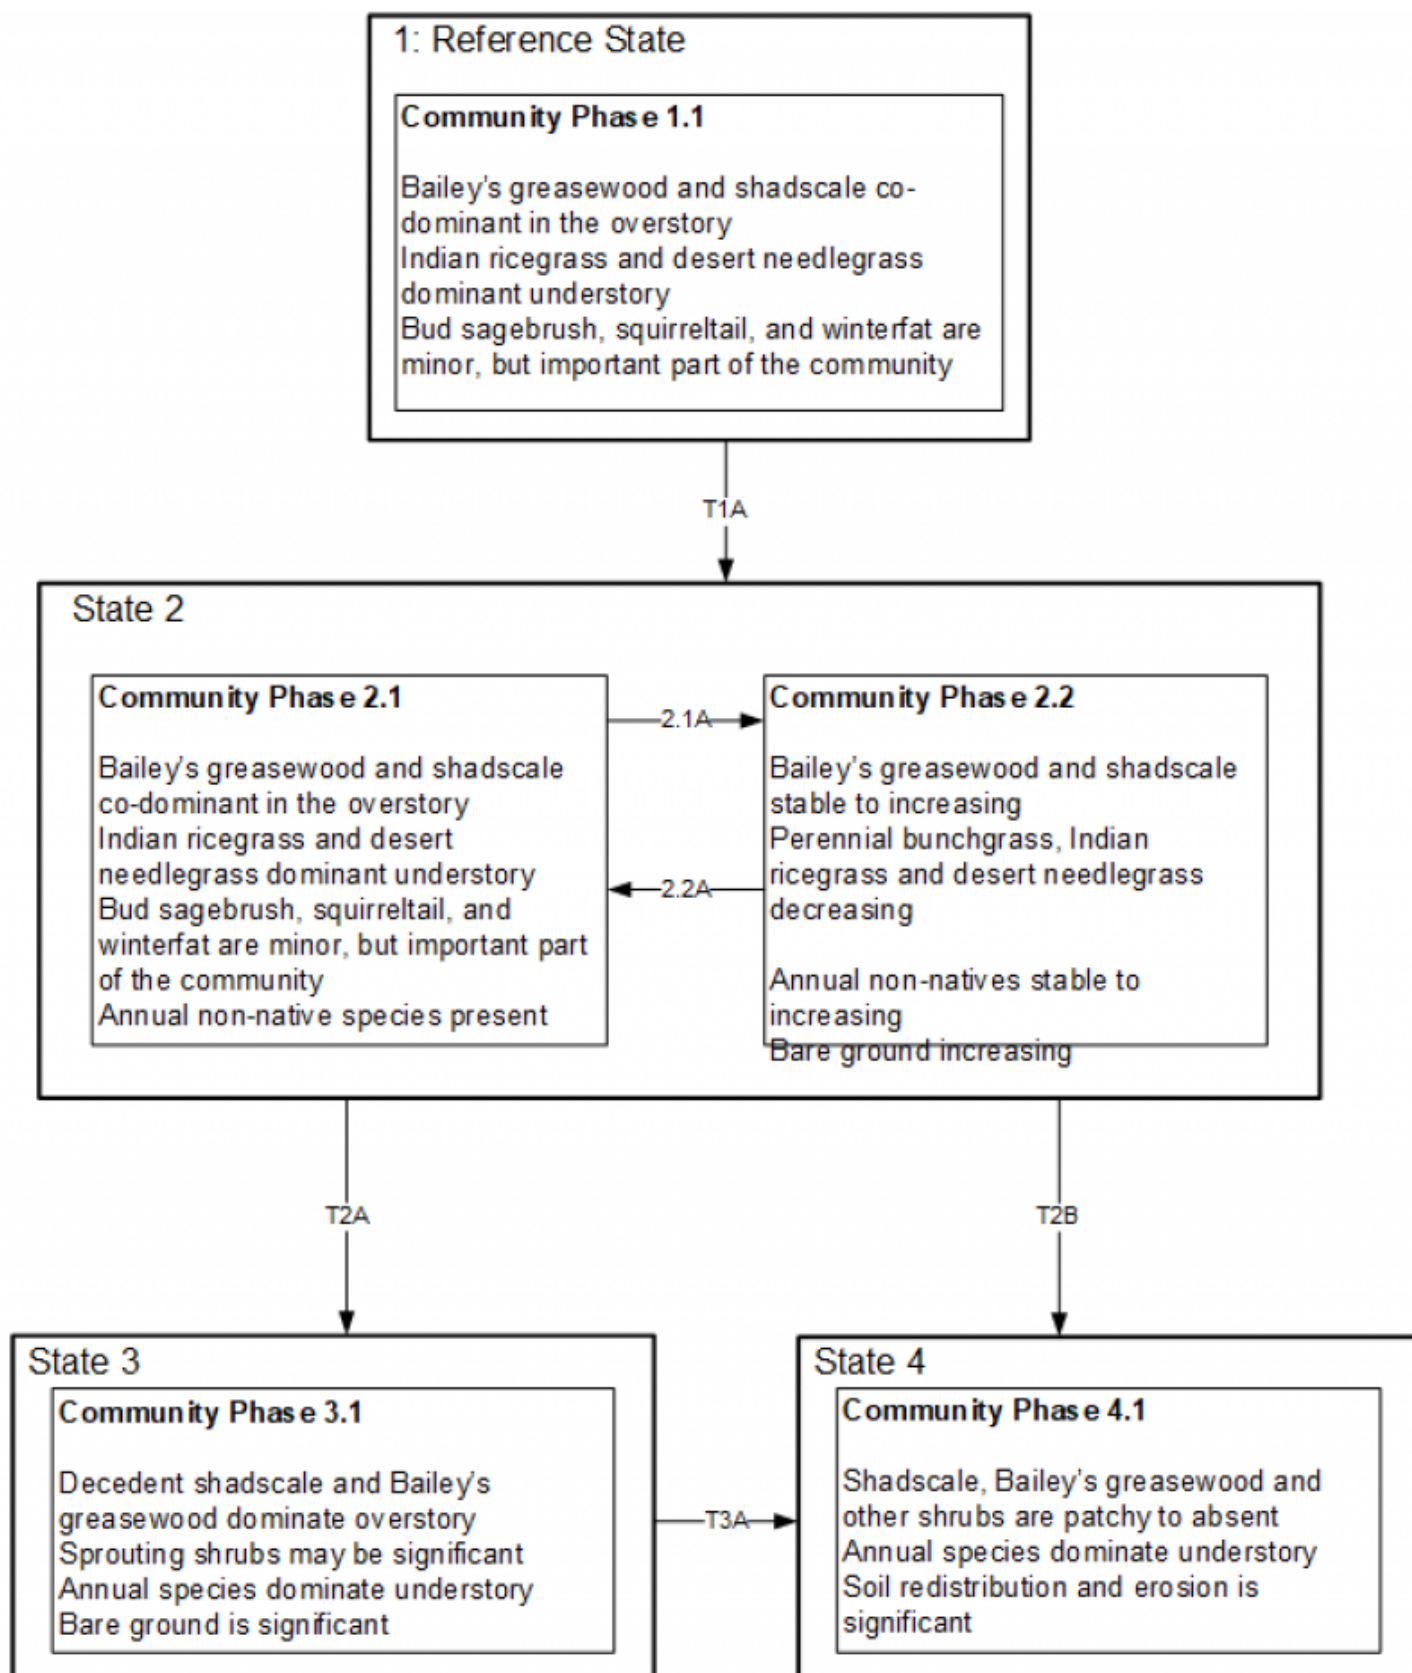 1: Reference State
Community Phase 1.1
Bailey's greasewood and shadscale co-
dominant in the overstory
Indian ricegrass and desert needlegrass
dominant understory
Bud sagebrush, squirreltail, and winterfat are
minor, but important part of the community
T1A
State 2
Community Phase 2.1
Bailey's greasewood and shadscale
co-dominant in the overstory
Indian ricegrass and desert
needlegrass dominant understory
Bud sagebrush, squirreltail, and
winterfat are minor, but important part
of the community
Annual non-native species present
2.1A
2.2A
Community Phase 2.2
Bailey's greasewood and shadscale
stable to increasing
Perennial bunchgrass, Indian
ricegrass and desert needlegrass
decreasing
Annual non-natives stable to
increasing
Bare ground increasing
T2A
T2B
State 3
Community Phase 3.1
Decedent shadscale and Bailey's
greasewood dominate overstory
Sprouting shrubs may be significant
Annual species dominate understory
Bare ground is significant
T3A
State 4
Community Phase 4.1
Shadscale, Bailey's greasewood and
other shrubs are patchy to absent
Annual species dominate understory
Soil redistribution and erosion is
significant